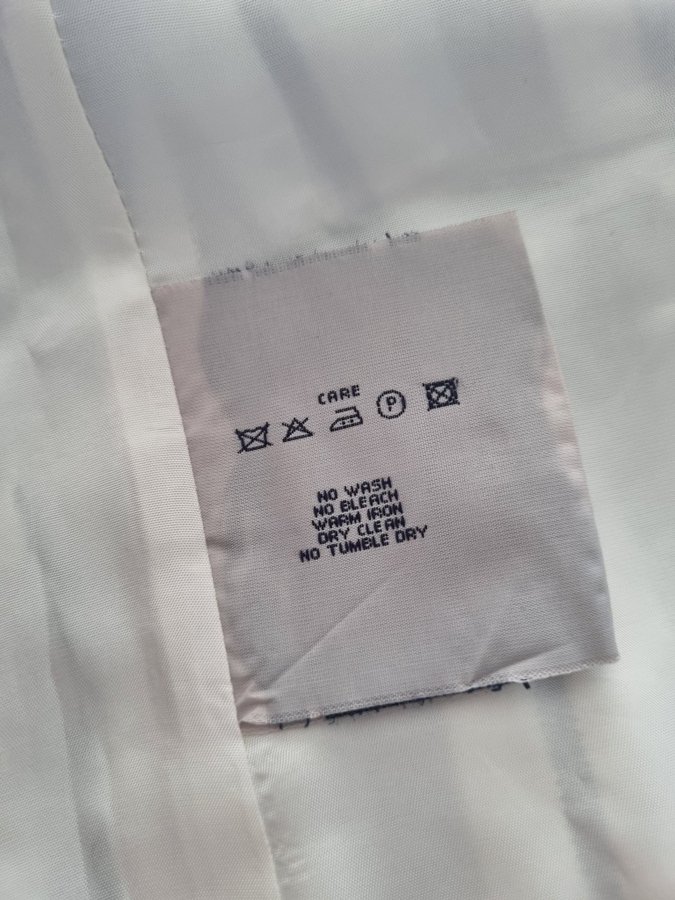 CARE
P
NO WASH
NO BLEACH
WARM IRON
DRY CLEAN
NO TUMBLE DRY